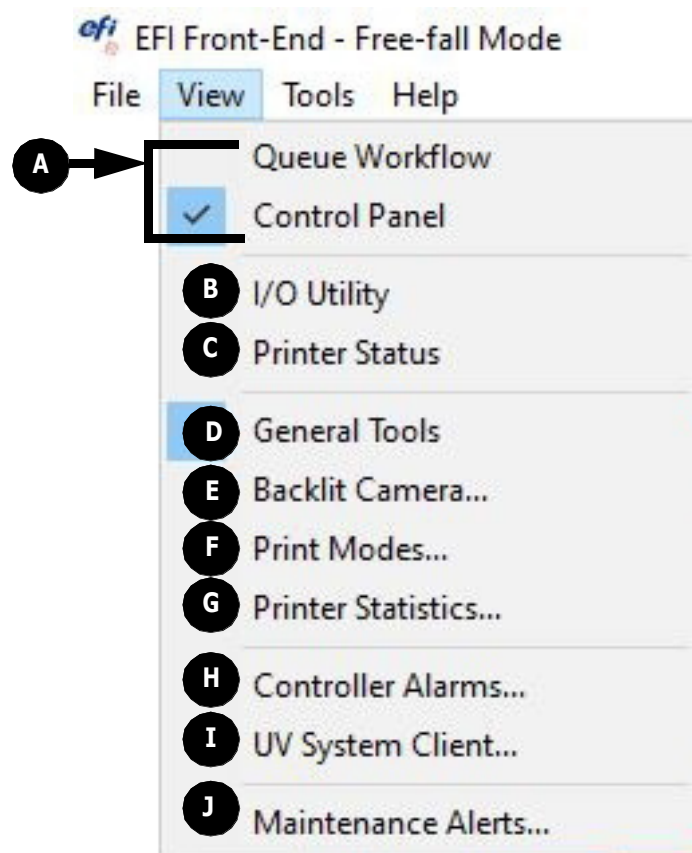 efi EFI Front-End - Free-fall Mode
File View Tools Help
A Queue Workflow
Control Panel
B I/O Utility
C Printer Status
D General Tools
E Backlit Camera...
F Print Modes...
G Printer Statistics...
H Controller Alarms...
I UV System Client...
J Maintenance Alerts...